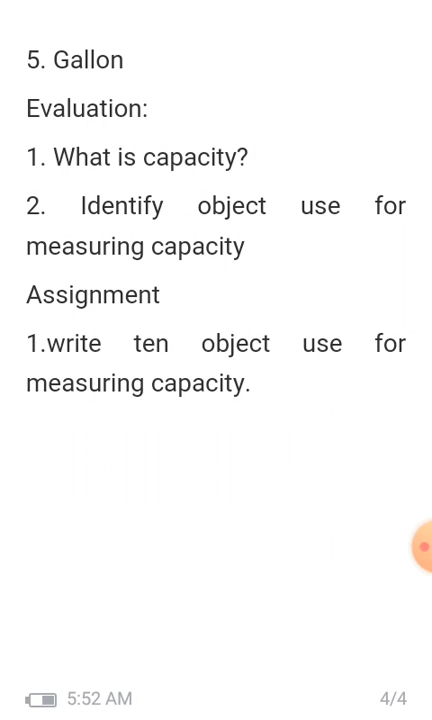 5. Gallon
Evaluation:
1. What is capacity?
2. Identify object use for
measuring capacity
Assignment
1.write ten object use for
measuring capacity.
5:52 AM
4/4